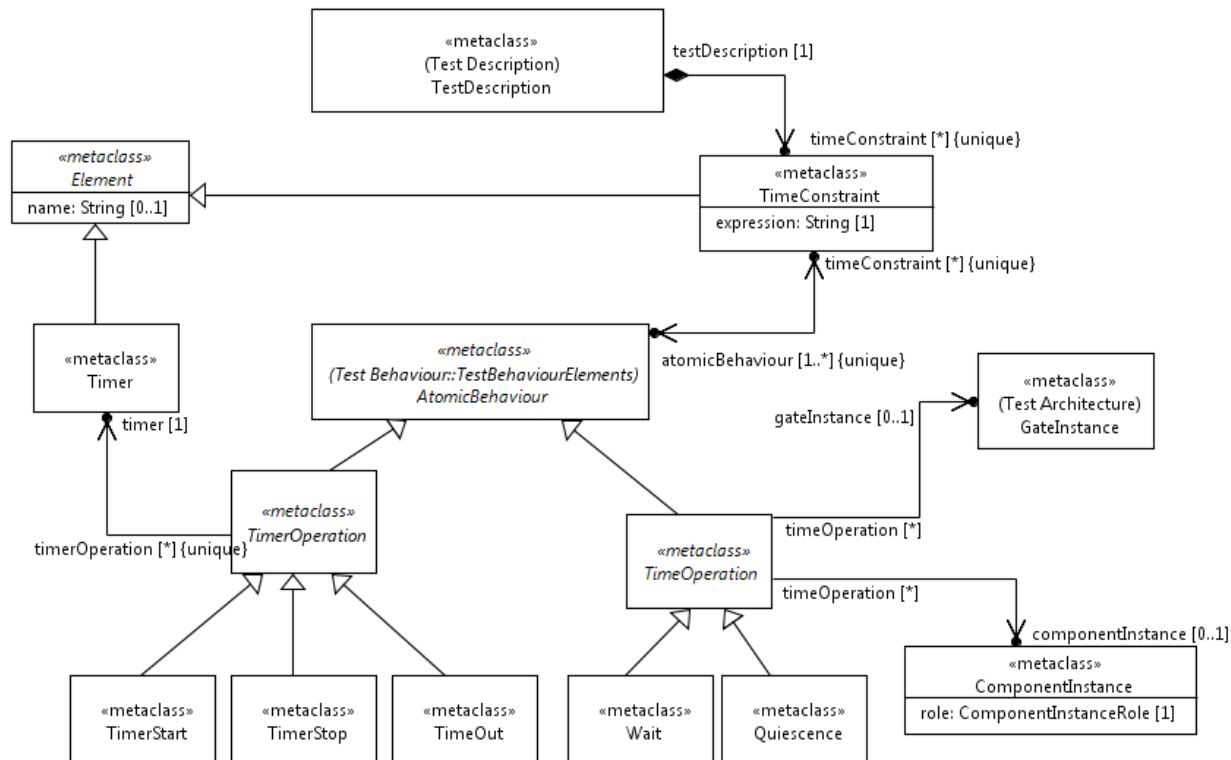 «metaclass»
(Test Description)
TestDescription
testDescription [1]
timeConstraint [*] {unique}
«metaclass»
Element
name: String [0..1]
«metaclass»
TimeConstraint
expression: String [1]
timeConstraint [*] {unique}
«metaclass»
Timer
timer [1]
«metaclass»
(Test Behaviour::TestBehaviourElements)
AtomicBehaviour
atomicBehaviour [1..*] {unique}
«metaclass»
(Test Architecture)
GateInstance
gateInstance [0..1]
«metaclass»
TimerOperation
timerOperation [*] {unique}
«metaclass»
TimeOperation
timeOperation [*]
timeOperation [*]
componentInstance [0..1]
«metaclass»
ComponentInstance
role: ComponentInstanceRole [1]
«metaclass»
TimerStart
«metaclass»
TimerStop
«metaclass»
TimeOut
«metaclass»
Wait
«metaclass»
Quiescence